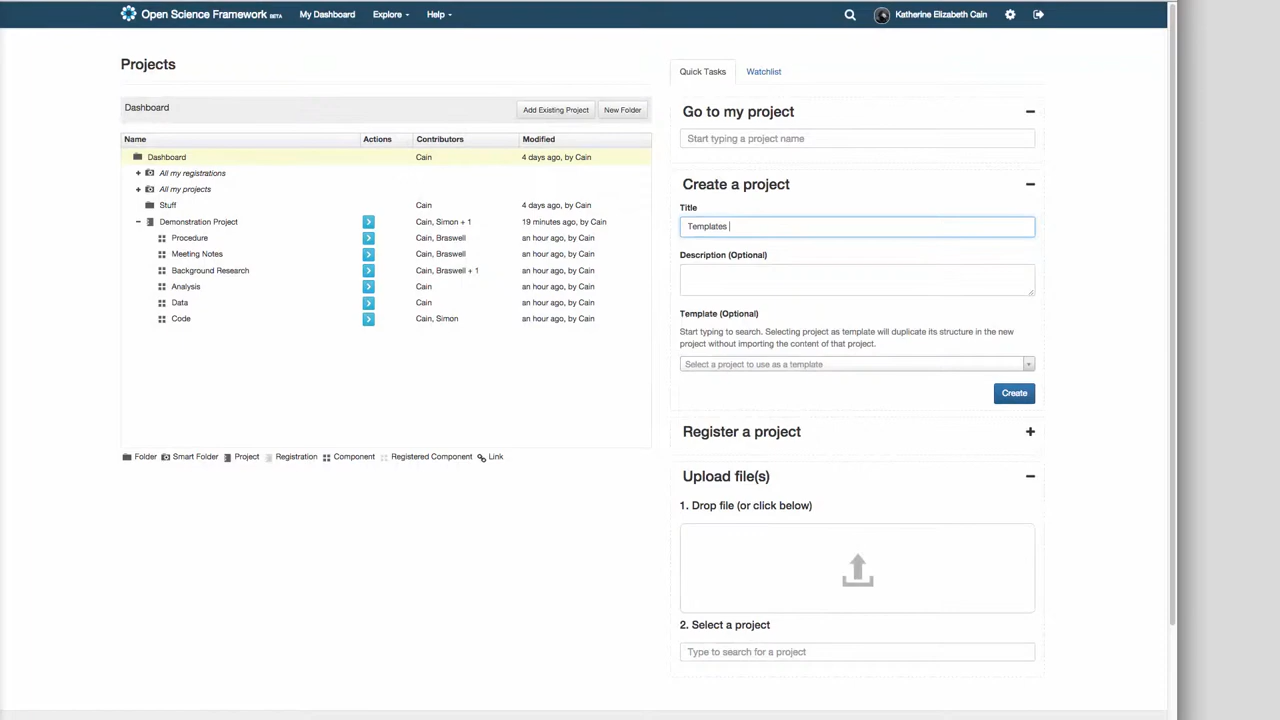 Open Science Framework BETA My Dashboard Explore Help Katherine Elizabeth Cain
Projects
Dashboard Add Existing Project New Folder
Name Actions Contributors Modified
Dashboard Cain 4 days ago, by Cain
All my registrations
All my projects
Stuff Cain 4 days ago, by Cain
Demonstration Project Cain, Simon + 1 19 minutes ago, by Cain
Procedure Cain, Braswell an hour ago, by Cain
Meeting Notes Cain, Braswell an hour ago, by Cain
Background Research Cain, Braswell + 1 an hour ago, by Cain
Analysis Cain an hour ago, by Cain
Data Cain an hour ago, by Cain
Code Cain, Simon an hour ago, by Cain
Folder Smart Folder Project Registration Component Registered Component Link
Quick Tasks Watchlist
Go to my project
Start typing a project name
Create a project
Title
Templates
Description (Optional)
Template (Optional)
Start typing to search. Selecting project as template will duplicate its structure in the new
project without importing the content of that project.
Select a project to use as a template
Create
Register a project
Upload file(s)
1. Drop file (or click below)
2. Select a project
Type to search for a project